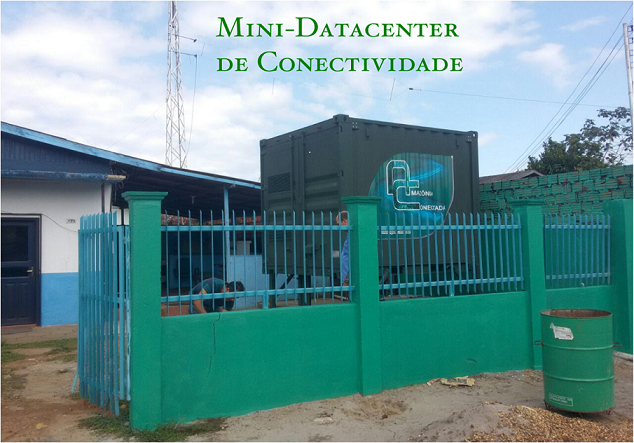 Mini-Datacenter
de Conectividade
Amazônia
Conectada